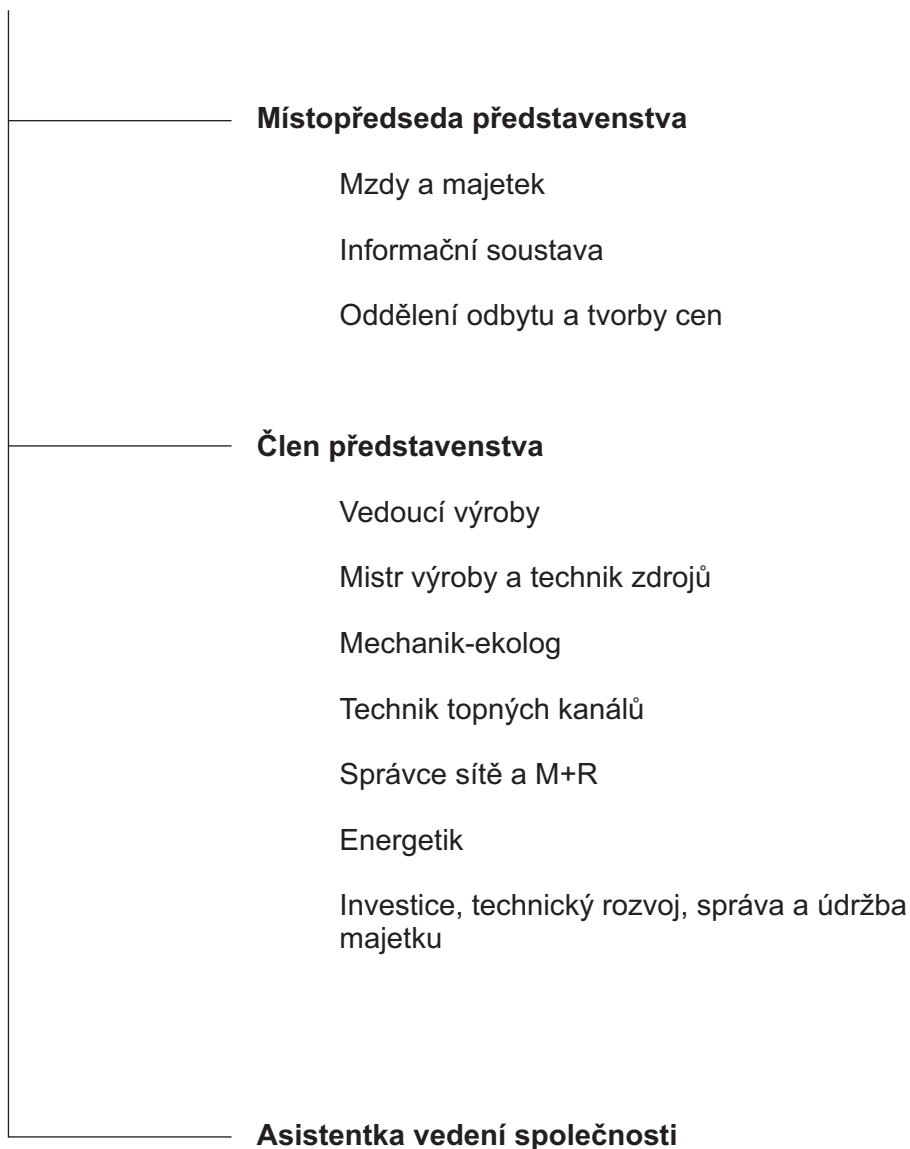 Místopředseda představenstva
Mzdy a majetek
Informační soustava
Oddělení odbytu a tvorby cen
Člen představenstva
Vedoucí výroby
Mistr výroby a technik zdrojů
Mechanik-ekolog
Technik topných kanálů
Správce sítě a M+R
Energetik
Investice, technický rozvoj, správa a údržba
majetku
Asistentka vedení společnosti